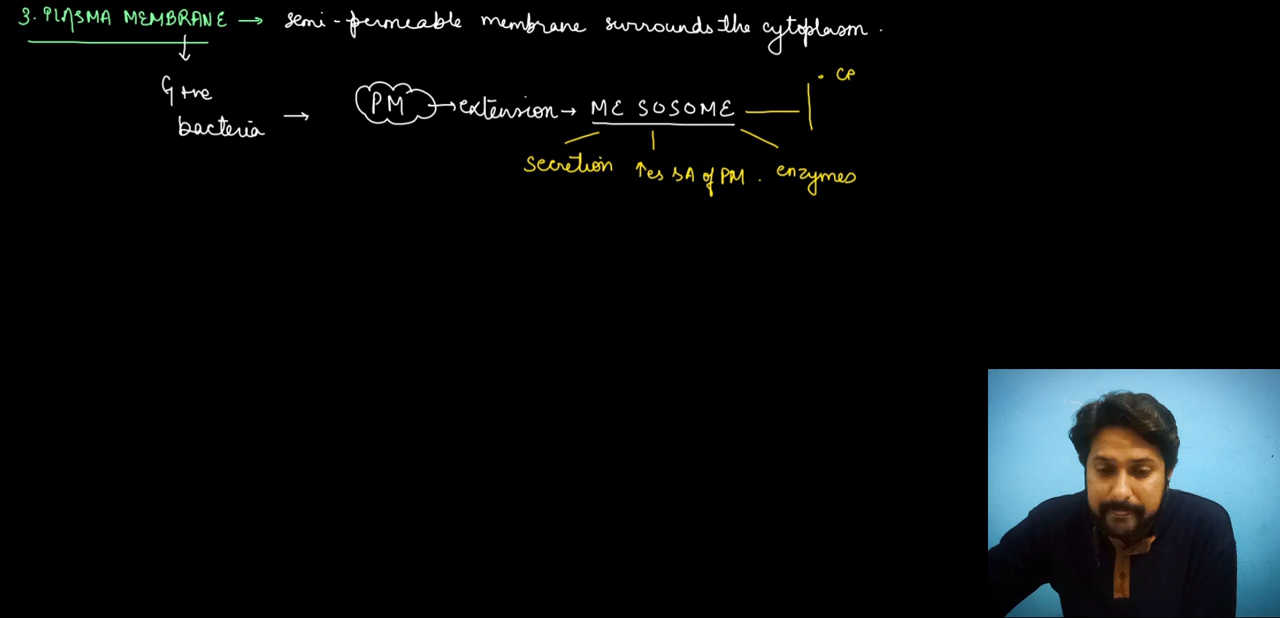 3. PLASMA MEMBRANE → semi-permeable membrane surrounds the cytoplasm.
G +ve
bacteria → PM → extension → MESOSOME
• CP
secretion ↑es SA of PM. enzymes